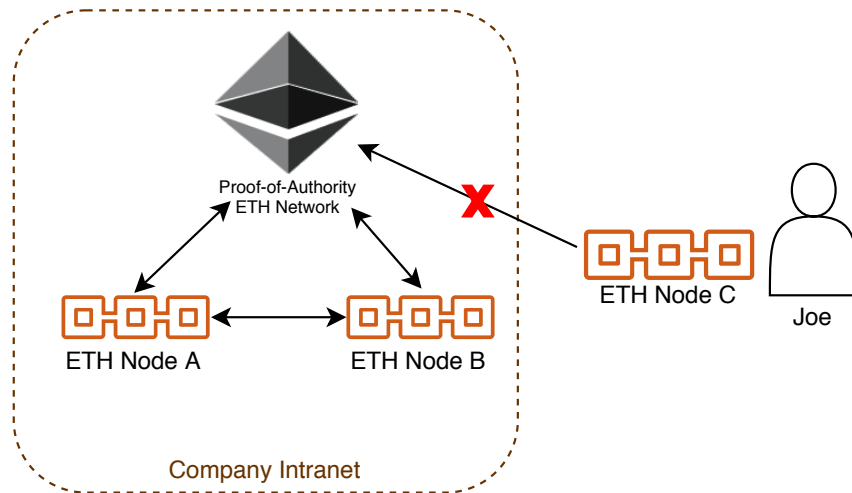 Proof-of-Authority
ETH Network
X
ETH Node A
ETH Node B
ETH Node C
Joe
Company Intranet